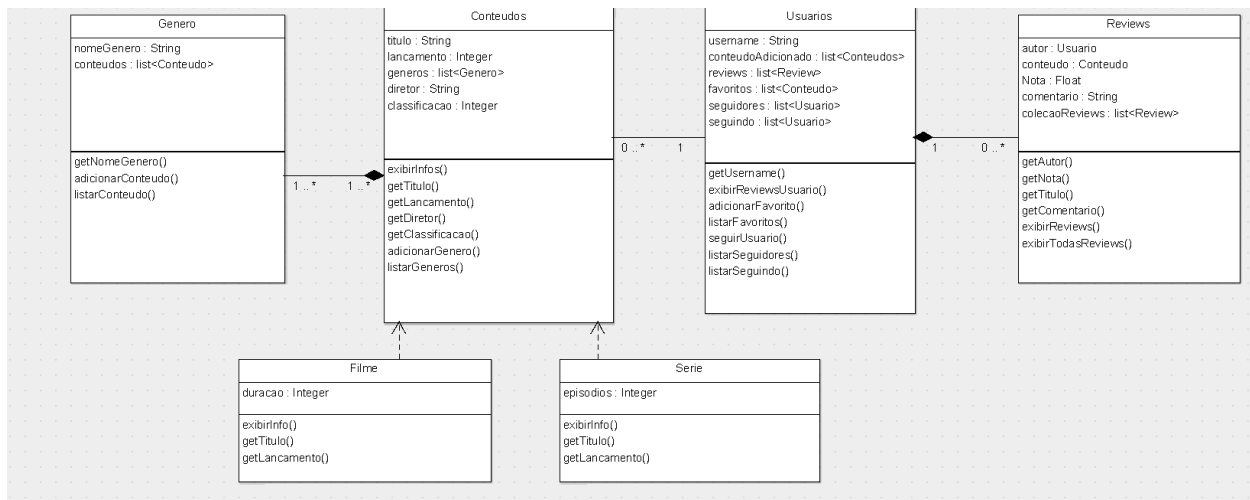 Genero
nomeGenero : String
conteudos : list<Conteudo>
getNomeGenero()
adicionarConteudo()
listarConteudo()
1 ..*
1 ..*
Conteudos
titulo : String
lancamento : Integer
generos : list<Genero>
diretor : String
classificacao : Integer
exibirInfos()
getTitulo()
getLancamento()
getDiretor()
getClassificacao()
adicionarGenero()
listarGeneros()
0 ..*
1
Usuarios
username : String
conteudoAdicionado : list<Conteudos>
reviews : list<Review>
favoritos : list<Conteudo>
seguidores : list<Usuario>
seguindo : list<Usuario>
getUsername()
exibirReviewsUsuario()
adicionarFavorito()
listarFavoritos()
seguirUsuario()
listarSeguidores()
listarSeguindo()
1
0 ..*
Reviews
autor : Usuario
conteudo : Conteudo
Nota : Float
comentario : String
colecaoReviews : list<Review>
getAutor()
getNota()
getTitulo()
getComentario()
exibirReviews()
exibirTodasReviews()
Filme
duracao : Integer
exibirInfo()
getTitulo()
getLancamento()
Serie
episodios : Integer
exibirInfo()
getTitulo()
getLancamento()